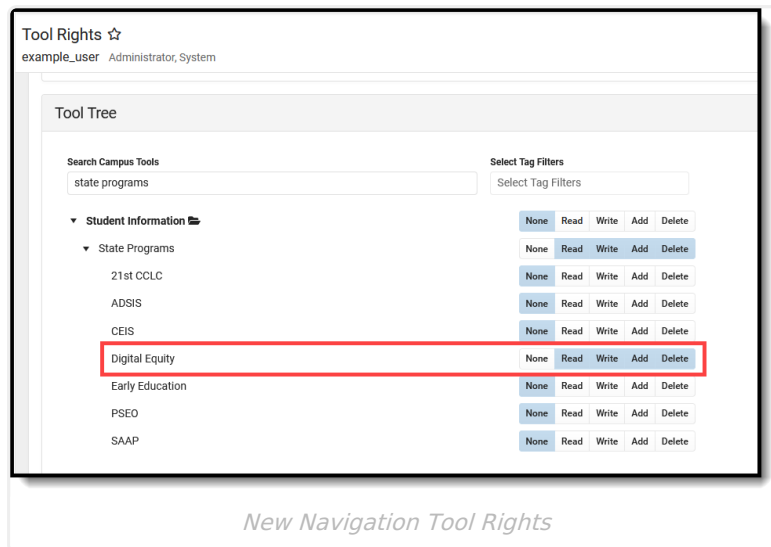 Tool Rights
example_user Administrator, System
Tool Tree
Search Campus Tools Select Tag Filters
state programs Select Tag Filters
Student Information None Read Write Add Delete
State Programs None Read Write Add Delete
21st CCLC None Read Write Add Delete
ADSIS None Read Write Add Delete
CEIS None Read Write Add Delete
Digital Equity None Read Write Add Delete
Early Education None Read Write Add Delete
PSEO None Read Write Add Delete
SAAP None Read Write Add Delete
New Navigation Tool Rights